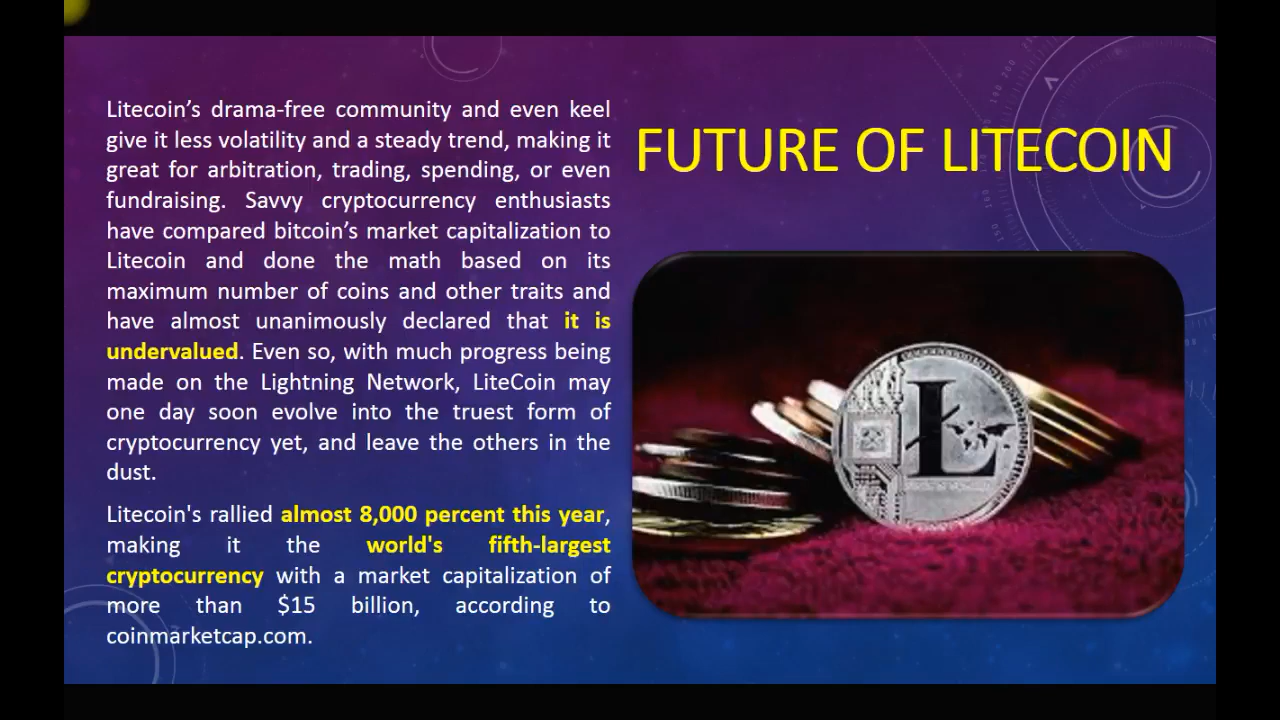 FUTURE OF LITECOIN
Litecoin’s drama-free community and even keel
give it less volatility and a steady trend, making it
great for arbitration, trading, spending, or even
fundraising. Savvy cryptocurrency enthusiasts
have compared bitcoin’s market capitalization to
Litecoin and done the math based on its
maximum number of coins and other traits and
have almost unanimously declared that it is
undervalued. Even so, with much progress being
made on the Lightning Network, LiteCoin may
one day soon evolve into the truest form of
cryptocurrency yet, and leave the others in the
dust.
Litecoin's rallied almost 8,000 percent this year,
making it the world's fifth-largest
cryptocurrency with a market capitalization of
more than $15 billion, according to
coinmarketcap.com.